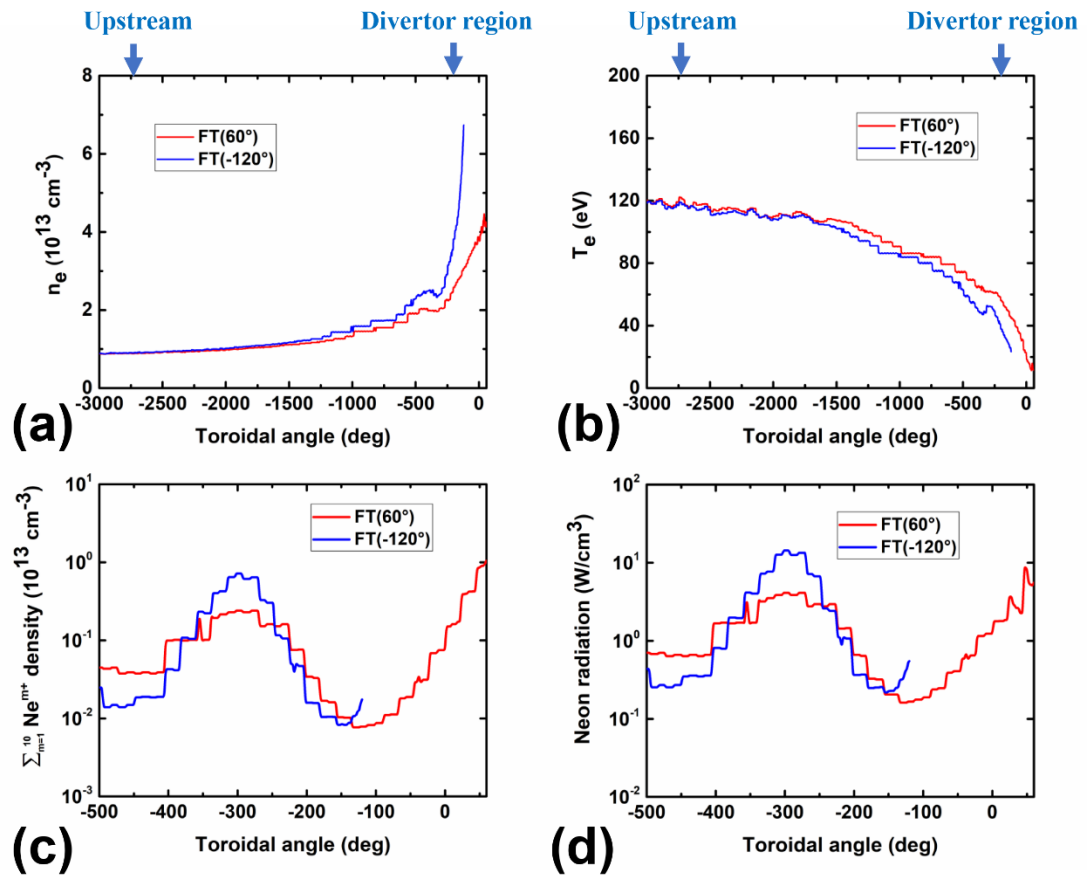 Upstream Divertor region Upstream Divertor region
8
6
4
2
0
n_e (10^13 cm^-3)
FT(60°)
FT(-120°)
-3000 -2500 -2000 -1500 -1000 -500 0
Toroidal angle (deg)
(a)
200
160
120
80
40
0
T_e (eV)
FT(60°)
FT(-120°)
-3000 -2500 -2000 -1500 -1000 -500 0
Toroidal angle (deg)
(b)
10^1
10^0
10^-1
10^-2
10^-3
Σ_{m=1}^{10} Ne^{m+} density (10^13 cm^-3)
FT(60°)
FT(-120°)
-500 -400 -300 -200 -100 0
Toroidal angle (deg)
(c)
10^2
10^1
10^0
10^-1
10^-2
Neon radiation (W/cm^3)
FT(60°)
FT(-120°)
-500 -400 -300 -200 -100 0
Toroidal angle (deg)
(d)